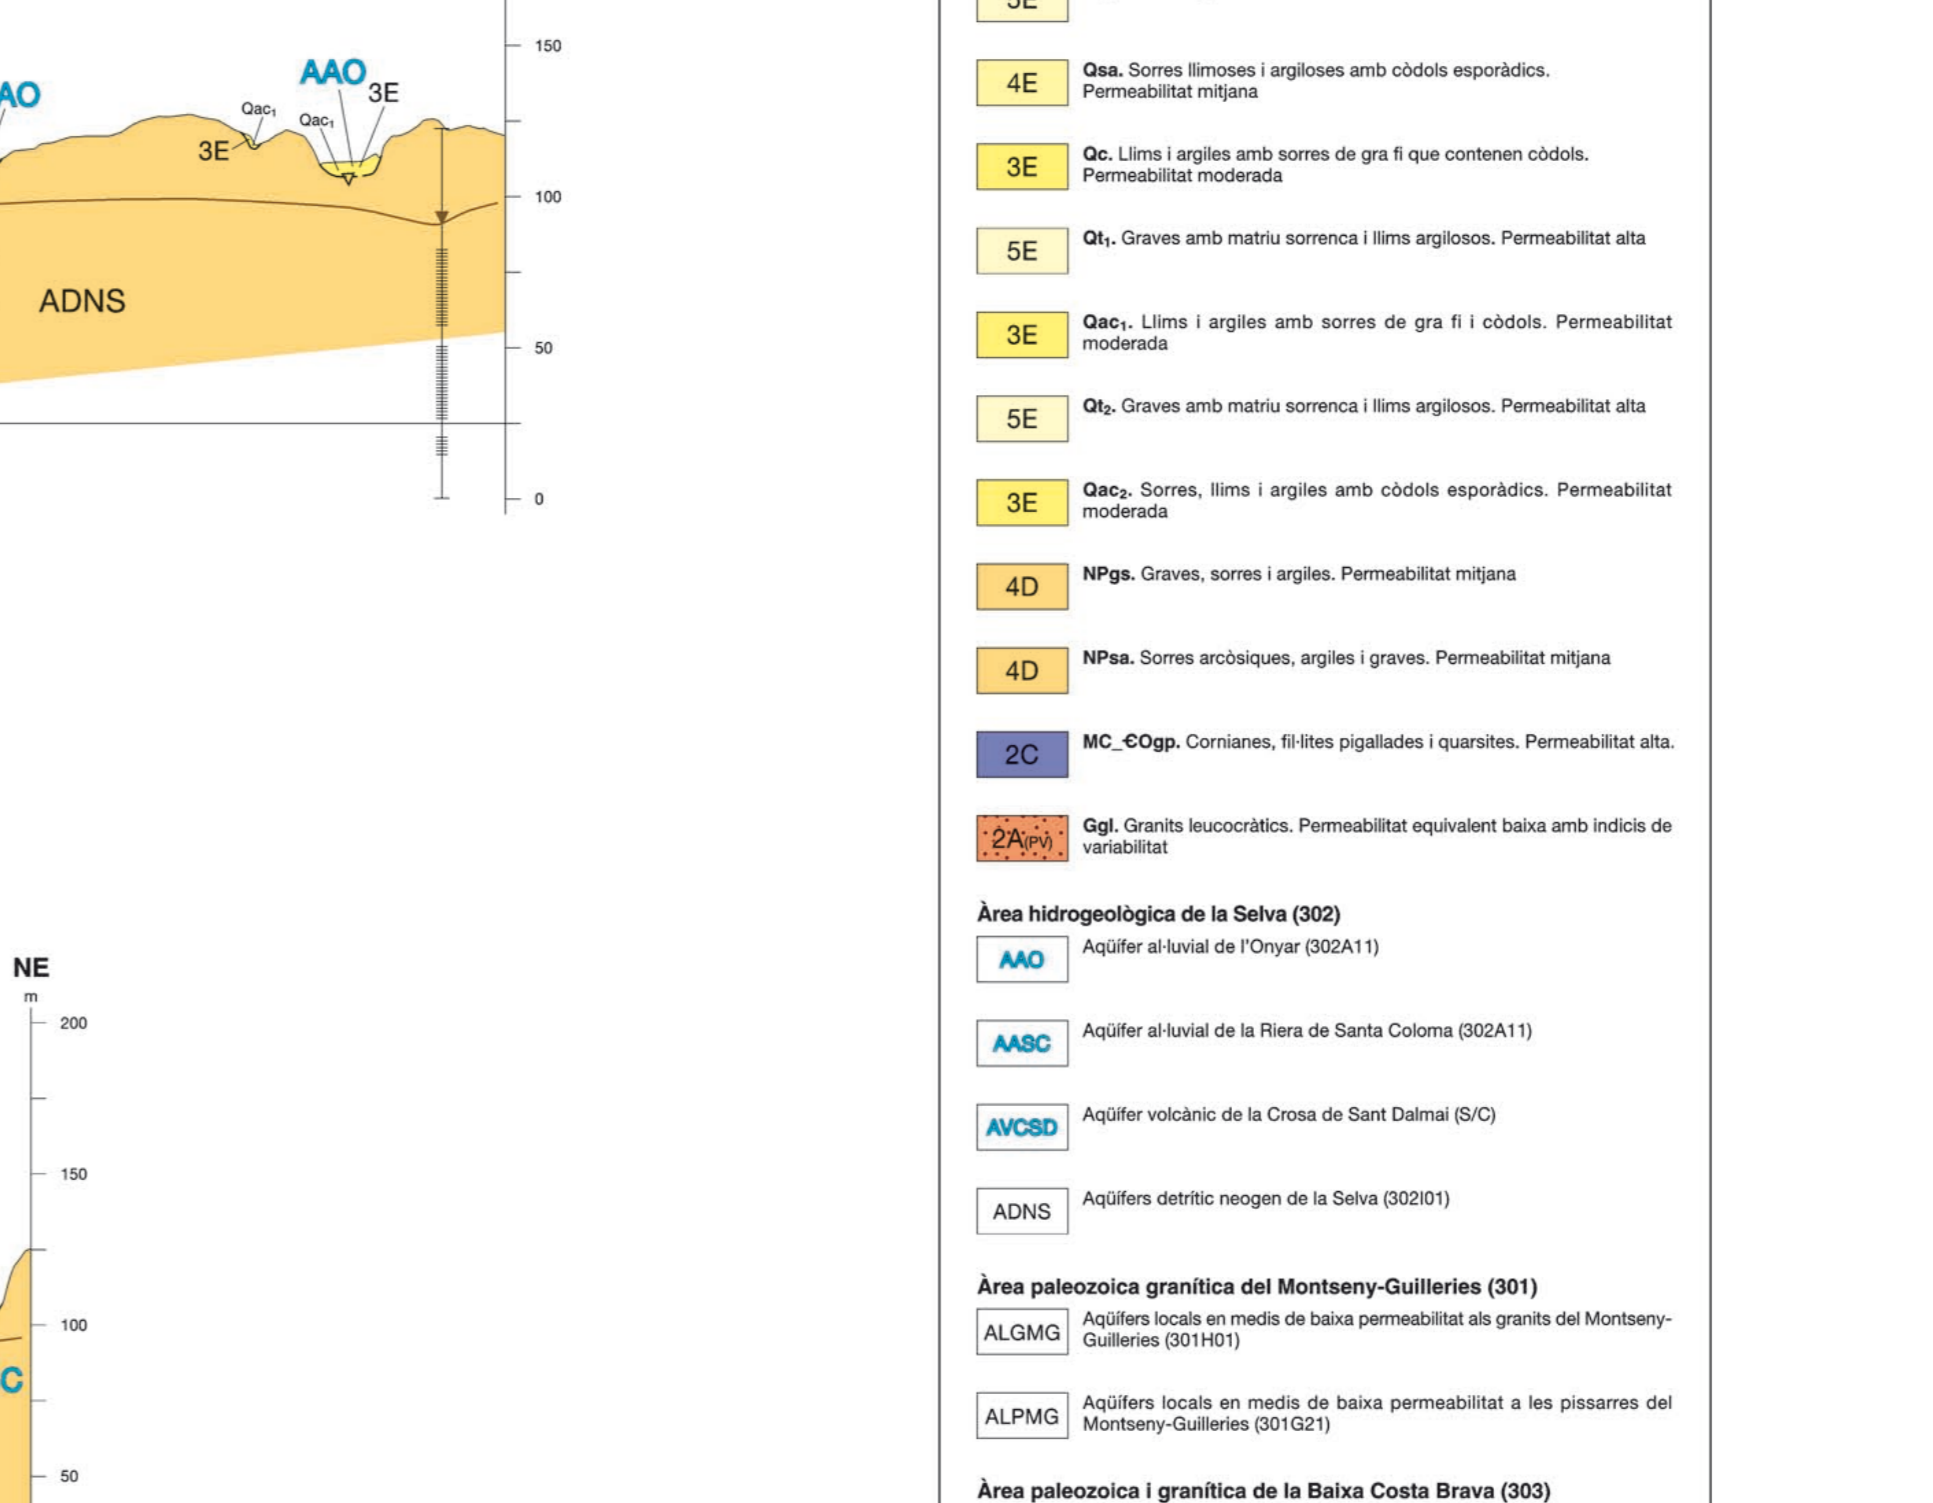 150
AO
AAO
3E
Qac₁
Qac₁
3E
100
ADNS
50
0
NE
m
200
150
100
C
50
5E
4E Qsa. Sorres llimoses i argiloses amb còdols esporàdics.
Permeabilitat mitjana
3E Qc. Llims i argiles amb sorres de gra fi que contenen còdols.
Permeabilitat moderada
5E Qt₁. Graves amb matriu sorrenca i llims argilosos. Permeabilitat alta
3E Qac₁. Llims i argiles amb sorres de gra fi i còdols. Permeabilitat
moderada
5E Qt₂. Graves amb matriu sorrenca i llims argilosos. Permeabilitat alta
3E Qac₂. Sorres, llims i argiles amb còdols esporàdics. Permeabilitat
moderada
4D NPgs. Graves, sorres i argiles. Permeabilitat mitjana
4D NPsa. Sorres arcòsiques, argiles i graves. Permeabilitat mitjana
2C MC_€Ogp. Cornianes, fil·lites pigallades i quarsites. Permeabilitat alta.
2A(PV) Ggl. Granits leucocràtics. Permeabilitat equivalent baixa amb indicis de
variabilitat
Àrea hidrogeològica de la Selva (302)
AAO Aqüífer al·luvial de l'Onyar (302A11)
AASC Aqüífer al·luvial de la Riera de Santa Coloma (302A11)
AVCSD Aqüífer volcànic de la Crosa de Sant Dalmai (S/C)
ADNS Aqüífers detrític neogen de la Selva (302I01)
Àrea paleozoica granítica del Montseny-Guilleries (301)
ALGMG Aqüífers locals en medis de baixa permeabilitat als granits del Montseny-
Guilleries (301H01)
ALPMG Aqüífers locals en medis de baixa permeabilitat a les pissarres del
Montseny-Guilleries (301G21)
Àrea paleozoica i granítica de la Baixa Costa Brava (303)